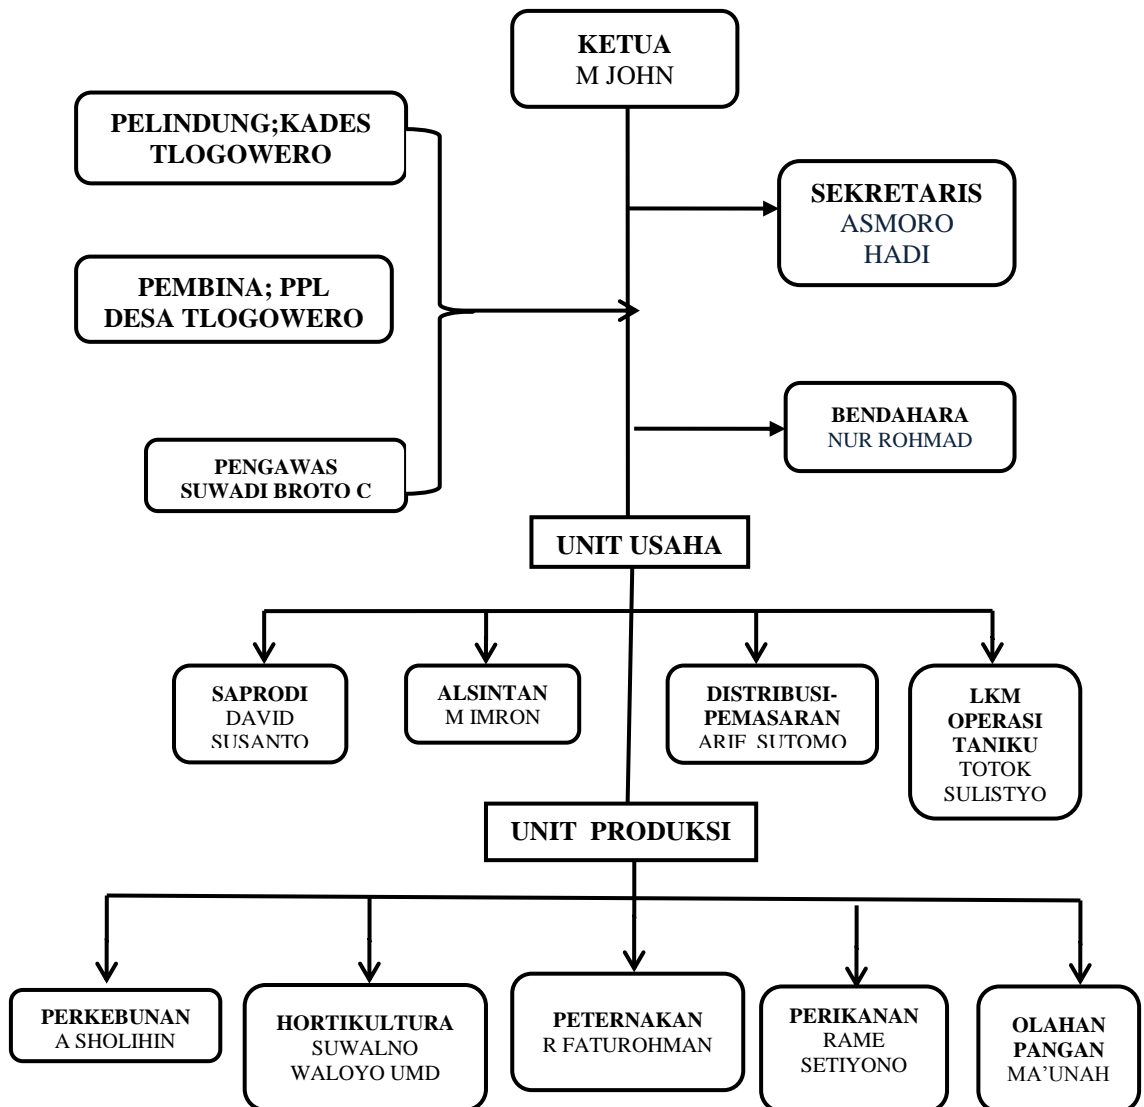 KETUA
M JOHN
PELINDUNG;KADES
TLOGOWERO
SEKRETARIS
ASMORO
HADI
PEMBINA; PPL
DESA TLOGOWERO
BENDAHARA
NUR ROHMAD
PENGAWAS
SUWADI BROTO C
UNIT USAHA
SAPRODI
DAVID
SUSANTO
ALSINTAN
M IMRON
DISTRIBUSI-
PEMASARAN
ARIF SUTOMO
LKM
OPERASI
TANIKU
TOTOK
SULISTYO
UNIT PRODUKSI
PERKEBUNAN
A SHOLIHIN
HORTIKULTURA
SUWALNO
WALOYO UMD
PETERNAKAN
R FATUROHMAN
PERIKANAN
RAME
SETIYONO
OLAHAN
PANGAN
MA’UNAH